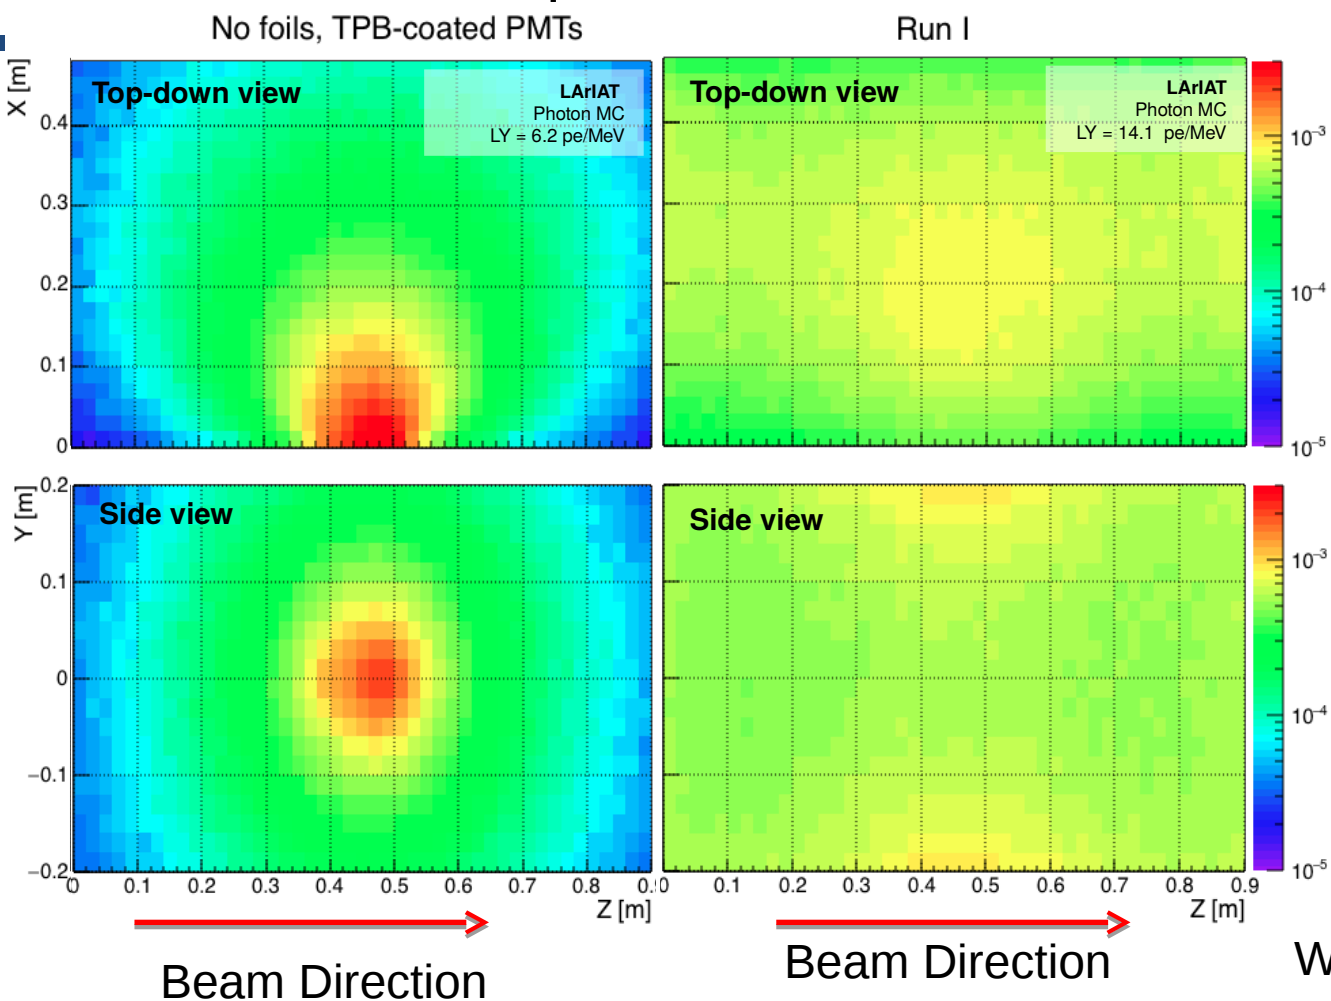 No foils, TPB-coated PMTs
Run I
X [m]
Top-down view
LArIAT
Photon MC
LY = 6.2 pe/MeV
0.4
0.3
0.2
0.1
0
Top-down view
LArIAT
Photon MC
LY = 14.1 pe/MeV
10⁻³
10⁻⁴
10⁻⁵
Y [m]
0.2
0.1
0
−0.1
−0.2
Side view
0 0.1 0.2 0.3 0.4 0.5 0.6 0.7 0.8
Z [m]
Side view
0.1 0.2 0.3 0.4 0.5 0.6 0.7 0.8 0.9
Z [m]
10⁻³
10⁻⁴
10⁻⁵
Beam Direction
Beam Direction